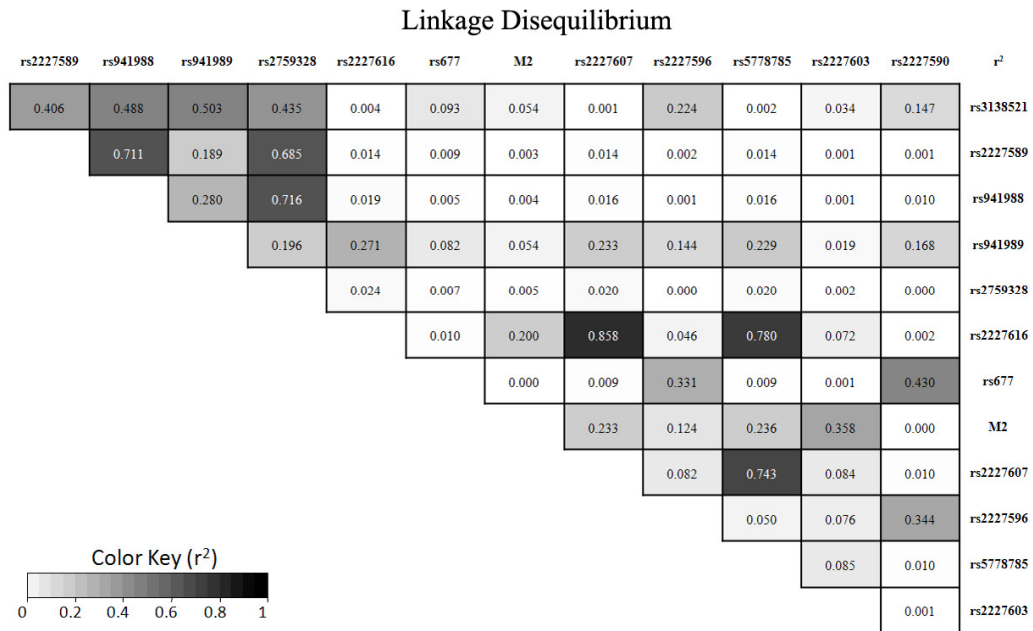 Linkage Disequilibrium
rs2227589 rs941988 rs941989 rs2759328 rs2227616 rs677 M2 rs2227607 rs2227596 rs5778785 rs2227603 rs2227590 r²
0.406 0.488 0.503 0.435 0.004 0.093 0.054 0.001 0.224 0.002 0.034 0.147 rs3138521
0.711 0.189 0.685 0.014 0.009 0.003 0.014 0.002 0.014 0.001 0.001 rs2227589
0.280 0.716 0.019 0.005 0.004 0.016 0.001 0.016 0.001 0.010 rs941988
0.196 0.271 0.082 0.054 0.233 0.144 0.229 0.019 0.168 rs941989
0.024 0.007 0.005 0.020 0.000 0.020 0.002 0.000 rs2759328
0.010 0.200 0.858 0.046 0.780 0.072 0.002 rs2227616
0.000 0.009 0.331 0.009 0.001 0.430 rs677
0.233 0.124 0.236 0.358 0.000 M2
0.082 0.743 0.084 0.010 rs2227607
0.050 0.076 0.344 rs2227596
0.085 0.010 rs5778785
0.001 rs2227603
Color Key (r²)
0 0.2 0.4 0.6 0.8 1